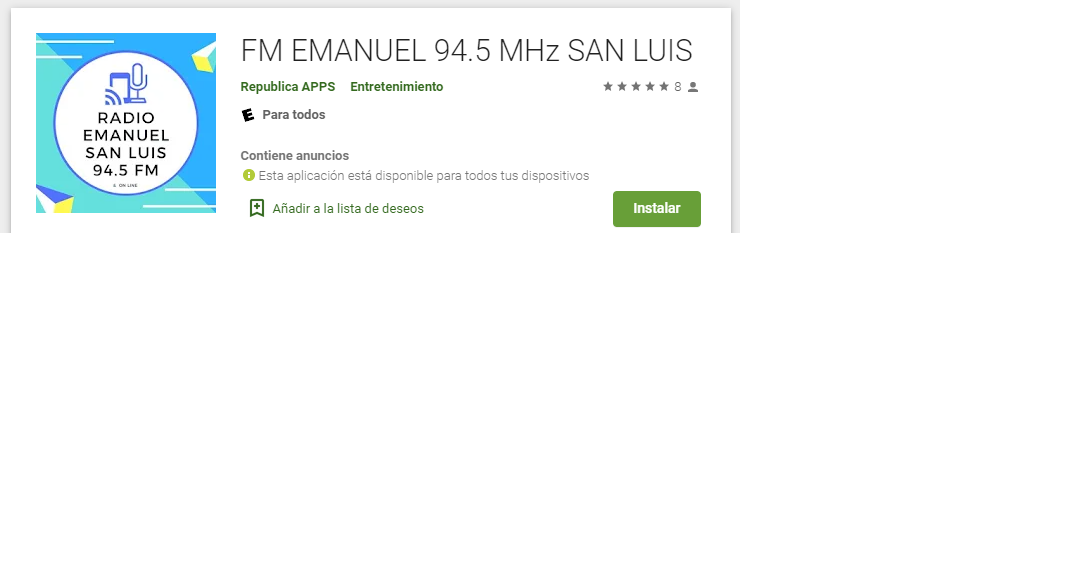 FM EMANUEL 94.5 MHz SAN LUIS
Republica APPS Entretenimiento 8
E Para todos
Contiene anuncios
Esta aplicación está disponible para todos tus dispositivos
Añadir a la lista de deseos
Instalar
RADIO
EMANUEL
SAN LUIS
94.5 FM
ON LINE